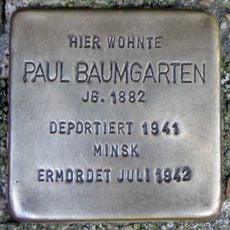 HIER WOHNTE
PAUL BAUMGARTEN
JG. 1882
DEPORTIERT 1941
MINSK
ERMORDET JULI 1942